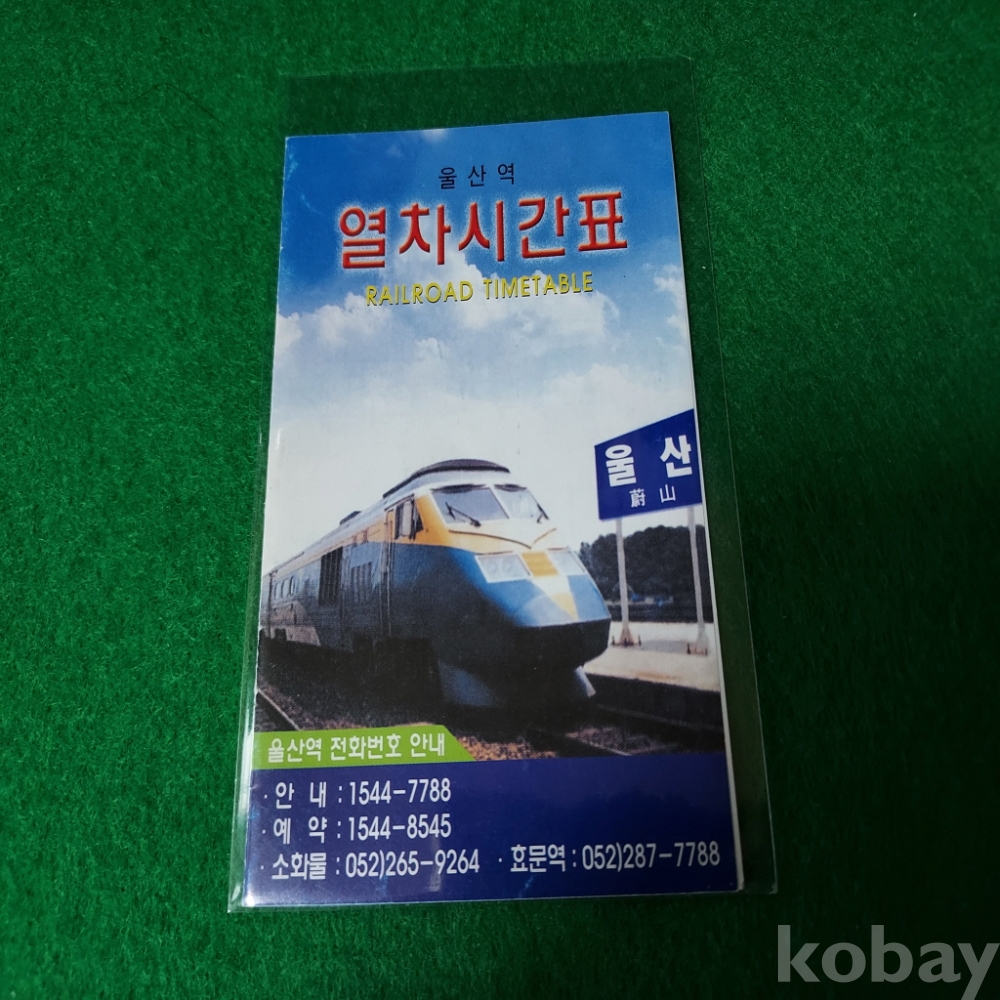 울산역
열차시간표
RAILROAD TIMETABLE
울산
蔚山
울산역 전화번호 안내
· 안 내 : 1544-7788
· 예 약 : 1544-8545
· 소화물 : 052)265-9264 · 효문역 : 052)287-7788
kobay